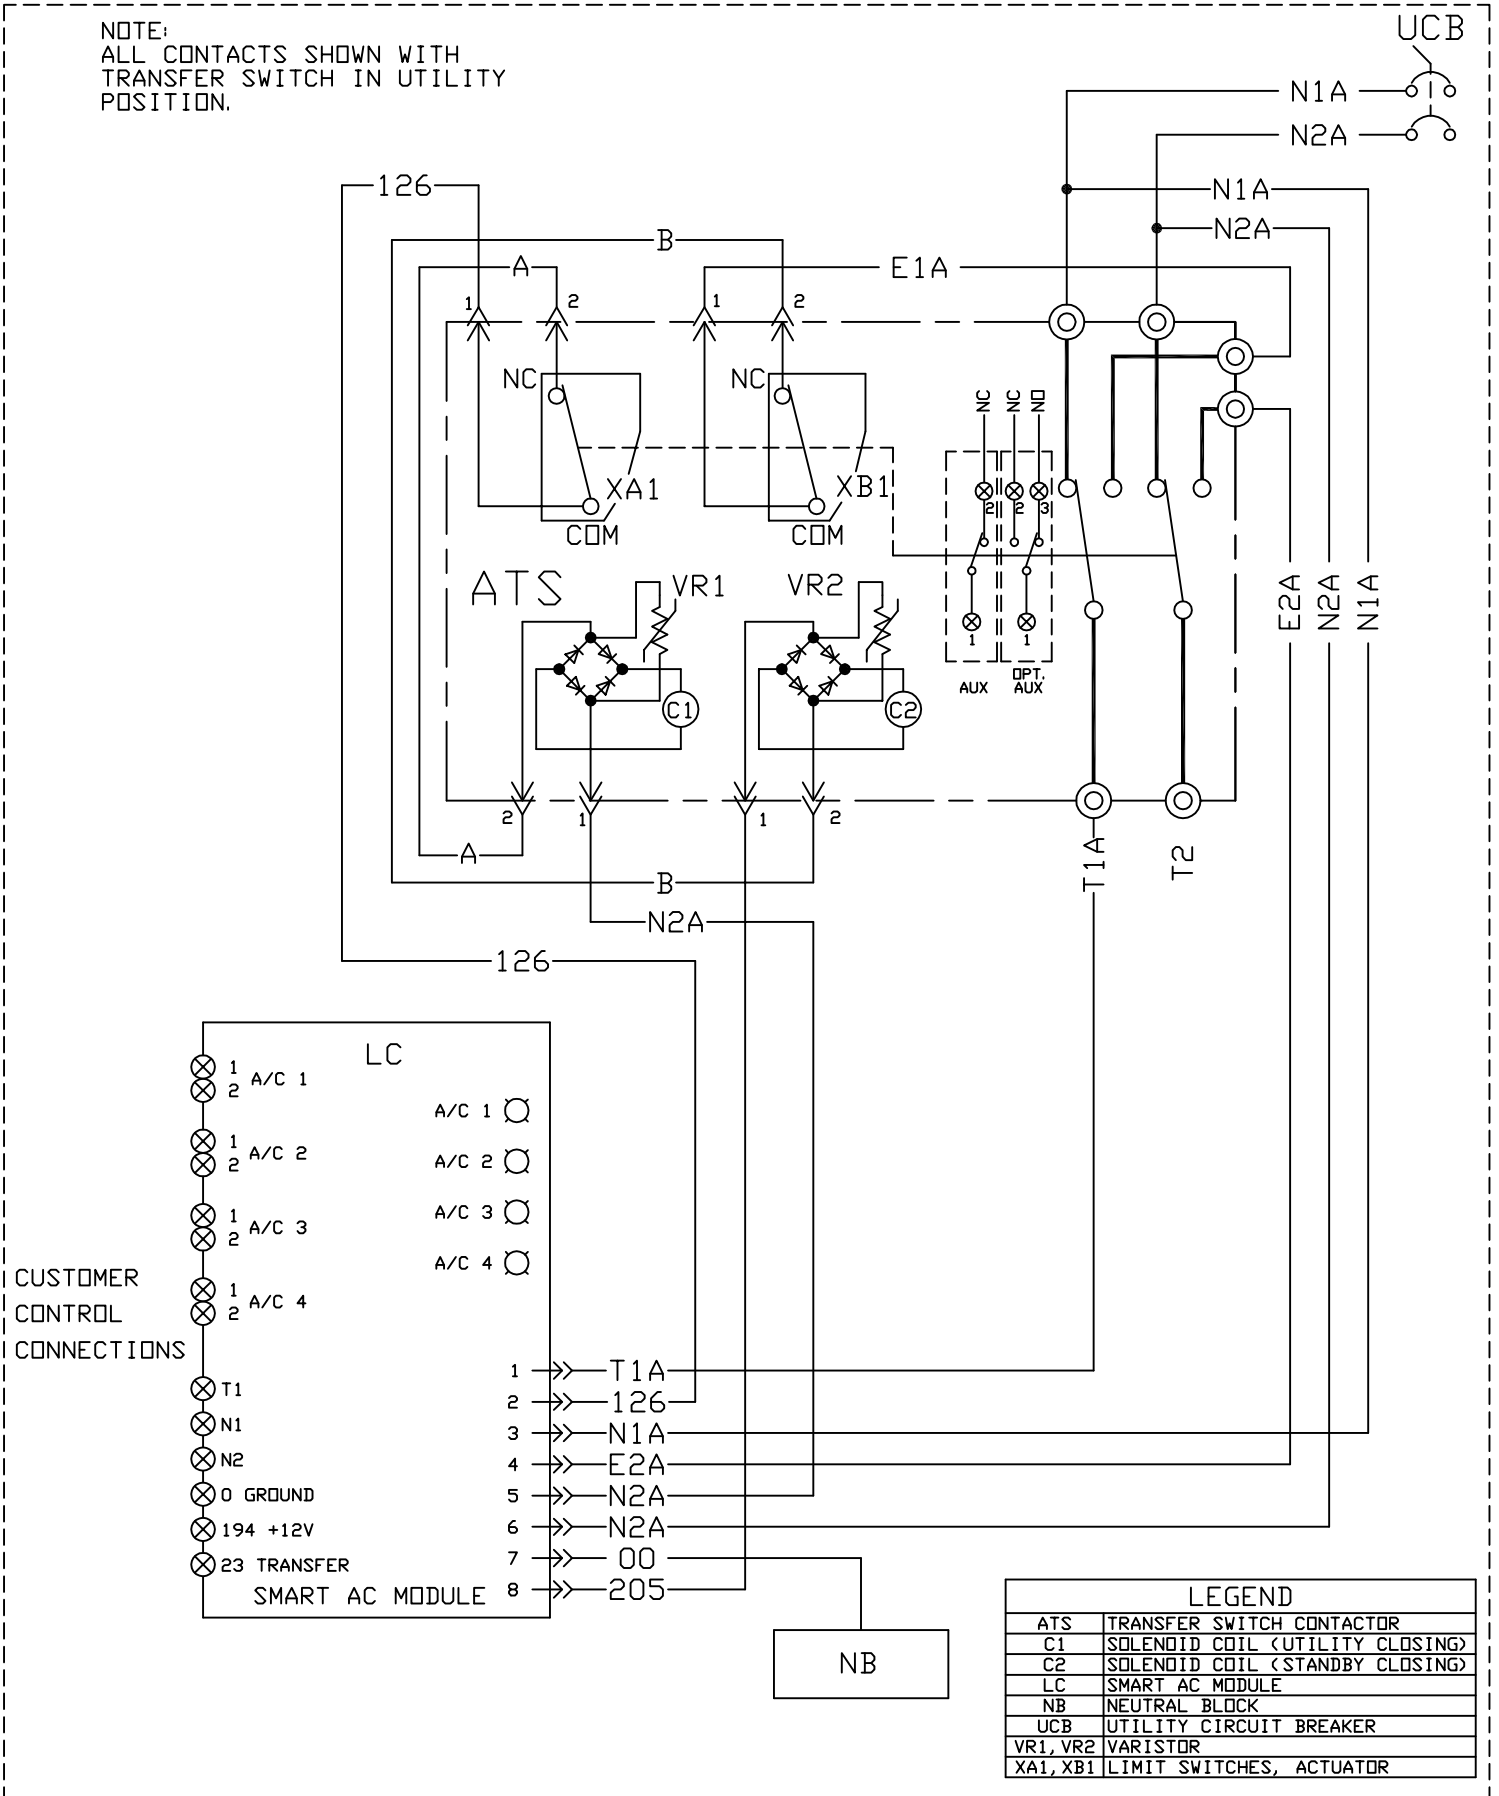 NOTE:
ALL CONTACTS SHOWN WITH
TRANSFER SWITCH IN UTILITY
POSITION.
UCB
N1A
N2A
126
N1A
N2A
B
A
E1A
1
2
1
2
NC
NC
NC
NC
NO
XA1
XB1
2
2
3
COM
COM
ATS
VR1
VR2
E2A
N2A
N1A
1
1
C1
C2
AUX
OPT.
AUX
2
1
1
2
A
T1A
T2
B
N2A
126
LC
1
2
A/C 1
A/C 1
1
2
A/C 2
A/C 2
1
2
A/C 3
A/C 3
A/C 4
1
2
A/C 4
CUSTOMER
CONTROL
CONNECTIONS
T1
N1
N2
0 GROUND
194 +12V
23 TRANSFER
SMART AC MODULE
1 T1A
2 126
3 N1A
4 E2A
5 N2A
6 N2A
7 00
8 205
NB
LEGEND
ATS TRANSFER SWITCH CONTACTOR
C1 SOLENOID COIL (UTILITY CLOSING)
C2 SOLENOID COIL (STANDBY CLOSING)
LC SMART AC MODULE
NB NEUTRAL BLOCK
UCB UTILITY CIRCUIT BREAKER
VR1, VR2 VARISTOR
XA1, XB1 LIMIT SWITCHES, ACTUATOR